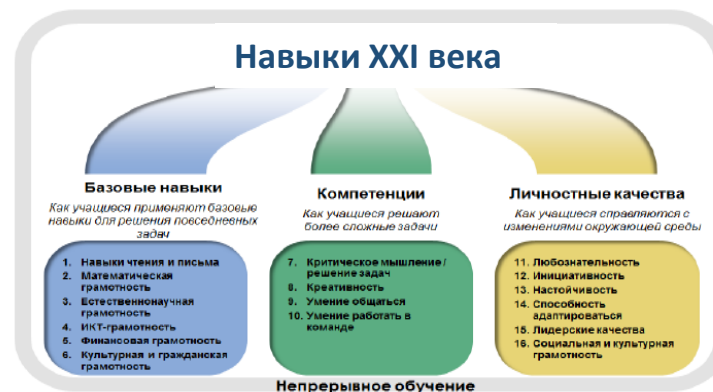 Навыки XXI века
Базовые навыки
Как учащиеся применяют базовые
навыки для решения повседневных
задач
1. Навыки чтения и письма
2. Математическая
грамотность
3. Естественнонаучная
грамотность
4. ИКТ-грамотность
5. Финансовая грамотность
6. Культурная и гражданская
грамотность
Компетенции
Как учащиеся решают
более сложные задачи
7. Критическое мышление /
решение задач
8. Креативность
9. Умение общаться
10. Умение работать в
команде
Личностные качества
Как учащиеся справляются с
изменениями окружающей среды
11. Любознательность
12. Инициативность
13. Настойчивость
14. Способность
адаптироваться
15. Лидерские качества
16. Социальная и культурная
грамотность
Непрерывное обучение